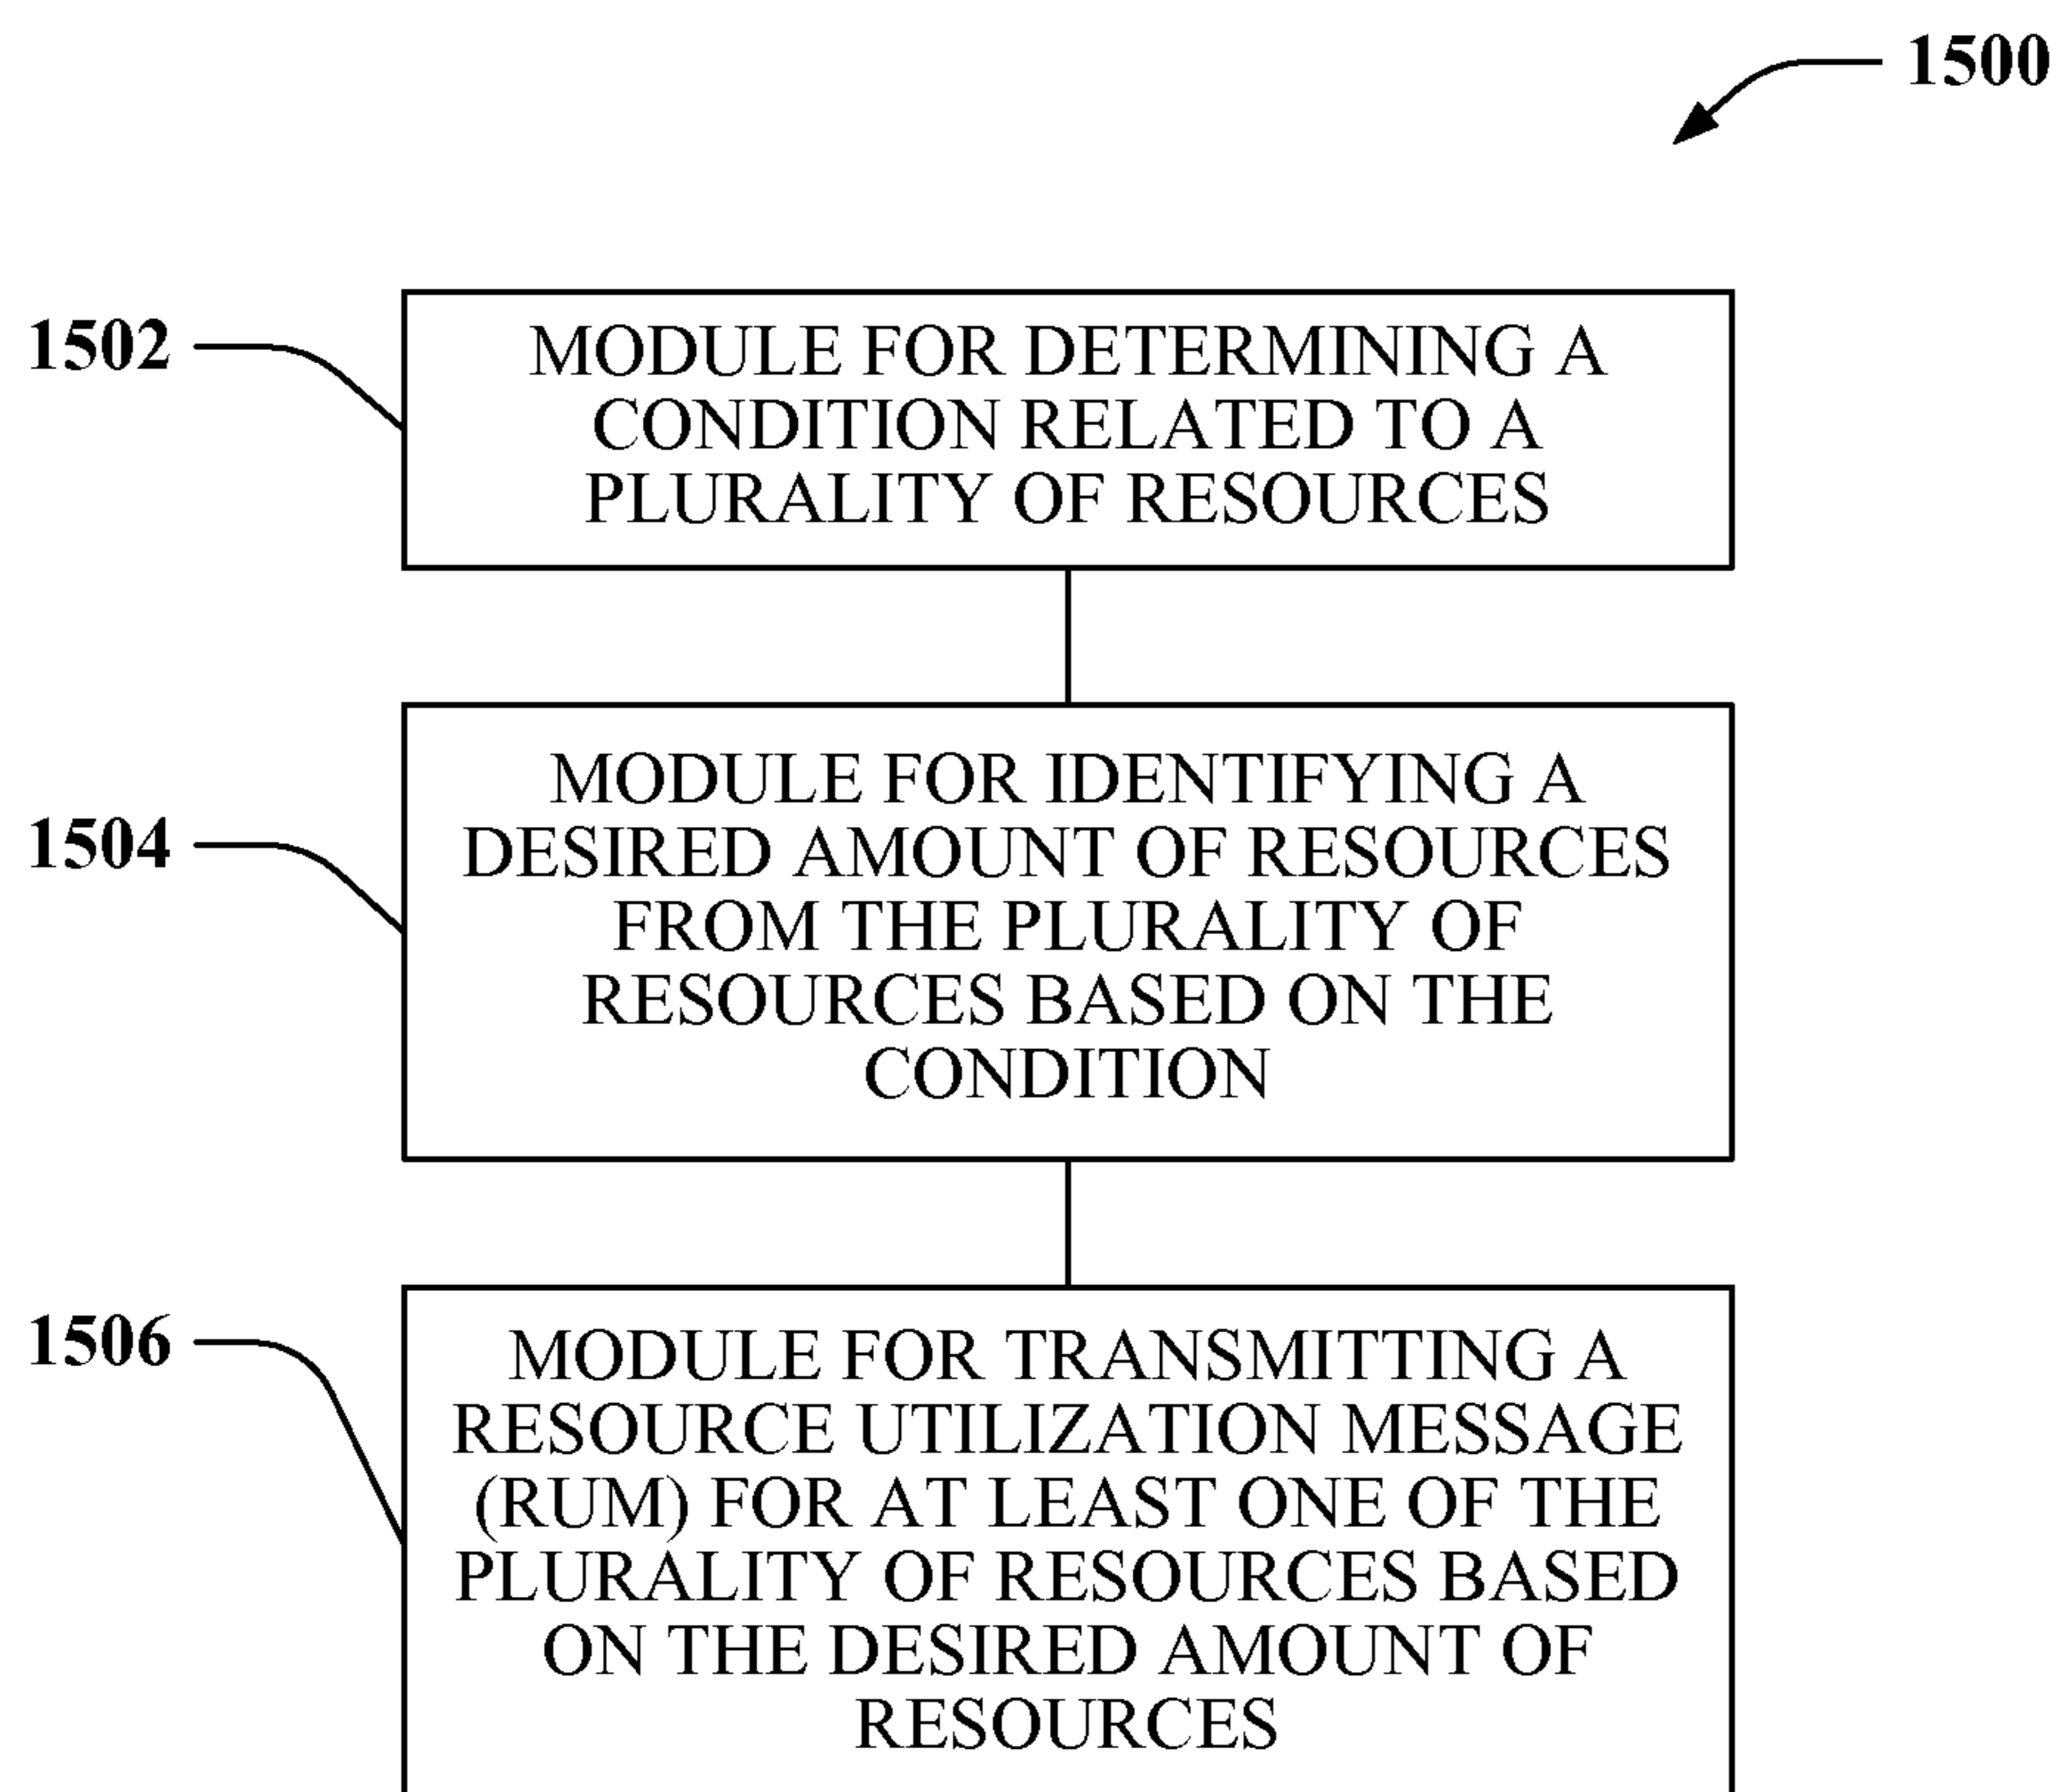 1500
1502
MODULE FOR DETERMINING A
CONDITION RELATED TO A
PLURALITY OF RESOURCES
1504
MODULE FOR IDENTIFYING A
DESIRED AMOUNT OF RESOURCES
FROM THE PLURALITY OF
RESOURCES BASED ON THE
CONDITION
1506
MODULE FOR TRANSMITTING A
RESOURCE UTILIZATION MESSAGE
(RUM) FOR AT LEAST ONE OF THE
PLURALITY OF RESOURCES BASED
ON THE DESIRED AMOUNT OF
RESOURCES